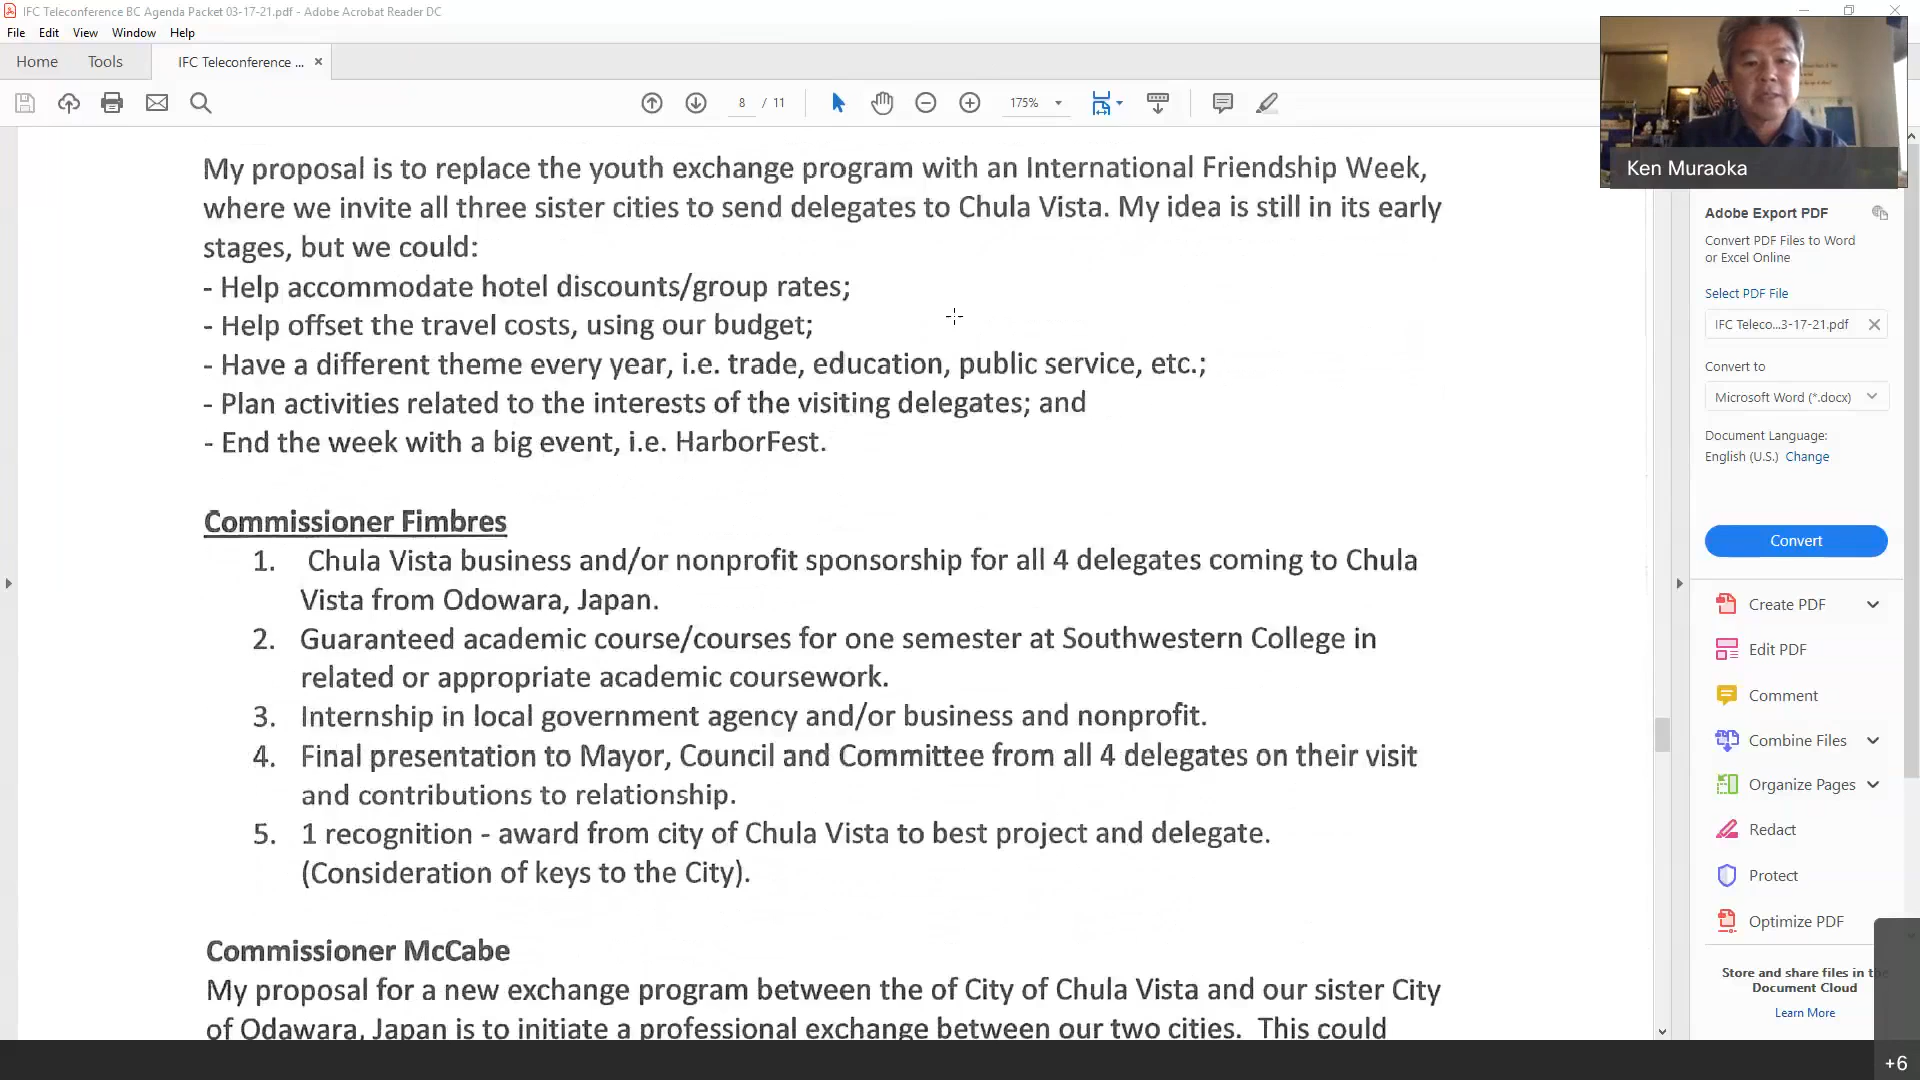 IFC Teleconference BC Agenda Packet 03-17-21.pdf - Adobe Acrobat Reader DC
File Edit View Window Help
Home Tools IFC Teleconference ... ×
8 / 11 175%
Ken Muraoka
My proposal is to replace the youth exchange program with an International Friendship Week,
where we invite all three sister cities to send delegates to Chula Vista. My idea is still in its early
stages, but we could:
- Help accommodate hotel discounts/group rates;
- Help offset the travel costs, using our budget;
- Have a different theme every year, i.e. trade, education, public service, etc.;
- Plan activities related to the interests of the visiting delegates; and
- End the week with a big event, i.e. HarborFest.
Commissioner Fimbres
1. Chula Vista business and/or nonprofit sponsorship for all 4 delegates coming to Chula
Vista from Odowara, Japan.
2. Guaranteed academic course/courses for one semester at Southwestern College in
related or appropriate academic coursework.
3. Internship in local government agency and/or business and nonprofit.
4. Final presentation to Mayor, Council and Committee from all 4 delegates on their visit
and contributions to relationship.
5. 1 recognition - award from city of Chula Vista to best project and delegate.
(Consideration of keys to the City).
Commissioner McCabe
My proposal for a new exchange program between the of City of Chula Vista and our sister City
of Odawara, Japan is to initiate a professional exchange between our two cities. This could
Adobe Export PDF
Convert PDF Files to Word
or Excel Online
Select PDF File
IFC Teleco...3-17-21.pdf
Convert to
Microsoft Word (*.docx)
Document Language:
English (U.S.) Change
Convert
Create PDF
Edit PDF
Comment
Combine Files
Organize Pages
Redact
Protect
Optimize PDF
Store and share files in the
Document Cloud
Learn More
+6